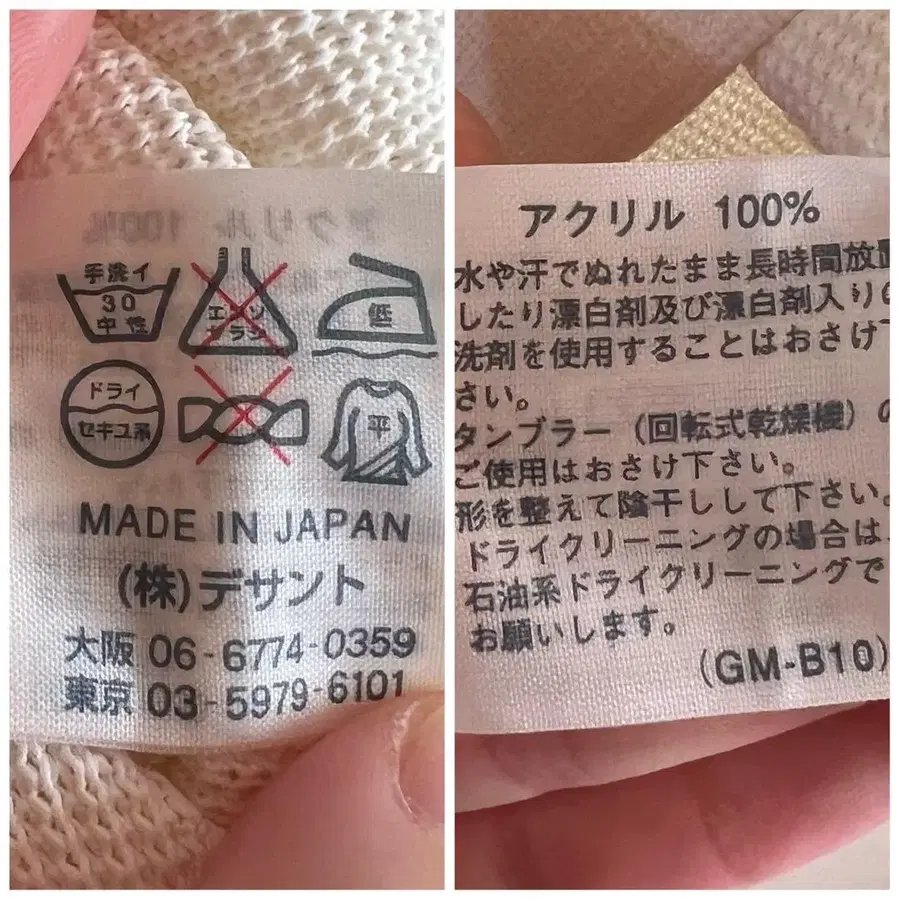 手洗イ
30
中性
エンソ
サラシ
低
ドライ
セキユ系
平
MADE IN JAPAN
(株)デサント
大阪 06-6774-0359
東京 03-5979-6101
アクリル 100%
水や汗でぬれたまま長時間放置
したり漂白剤及び漂白剤入りの
洗剤を使用することはおさけ下
さい。
タンブラー(回転式乾燥機)の
ご使用はおさけ下さい。
形を整えて陰干しして下さい。
ドライクリーニングの場合は、
石油系ドライクリーニングで
お願いします。
(GM-B10)